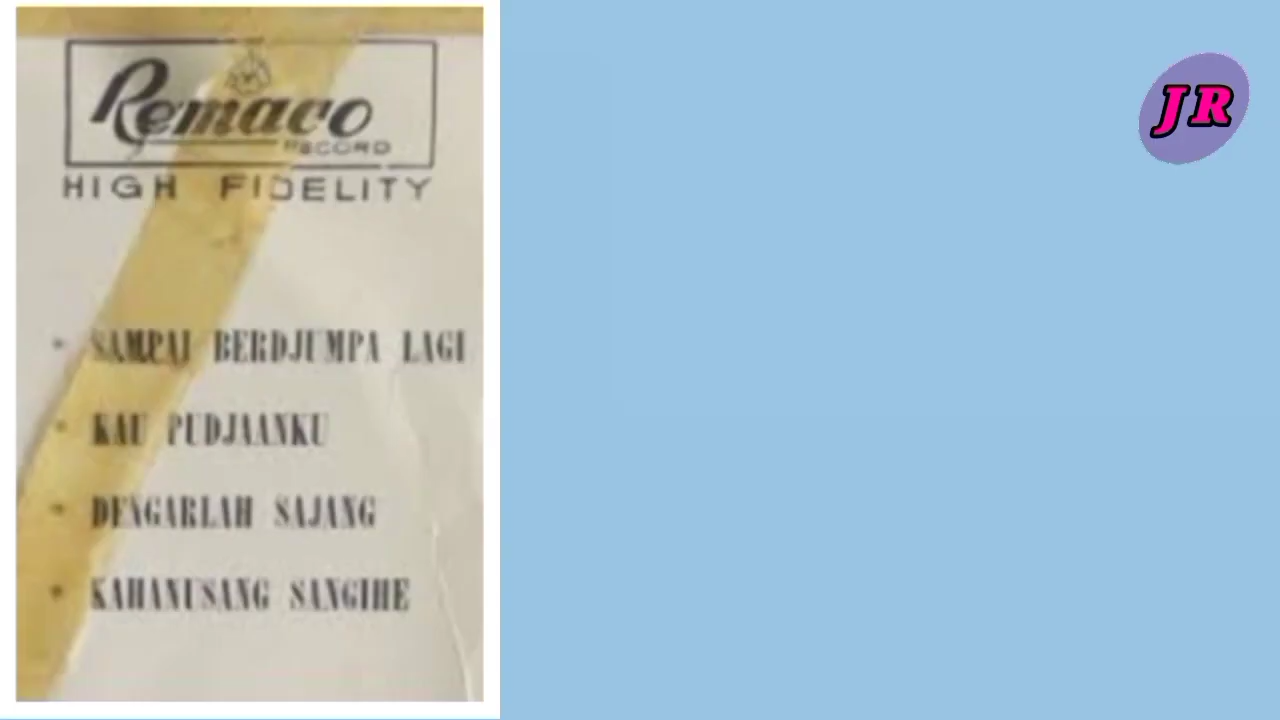 Remaco
RECORD
HIGH FIDELITY
SAMPAI BERDJUMPA LAGI
KAU PUDJAANKU
DENGARLAH SAJANG
KAHANUSANG SANGIHE
JR